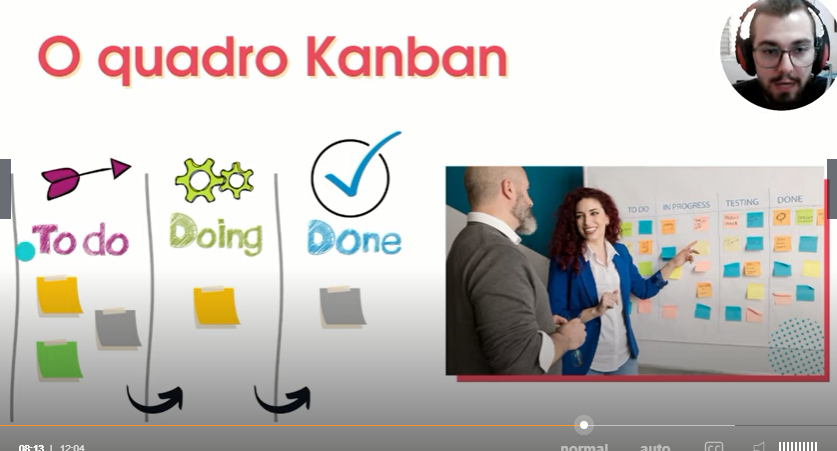 O quadro Kanban
To do
Doing
Done
TO DO
IN PROGRESS
TESTING
DONE
08:13 | 12:04
normal
auto
CC